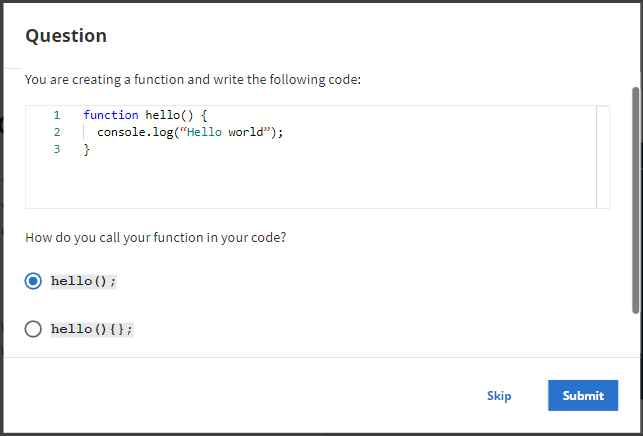 Question
You are creating a function and write the following code:
1 function hello() {
2 console.log(“Hello world”);
3 }
How do you call your function in your code?
hello();
hello(){};
Skip Submit